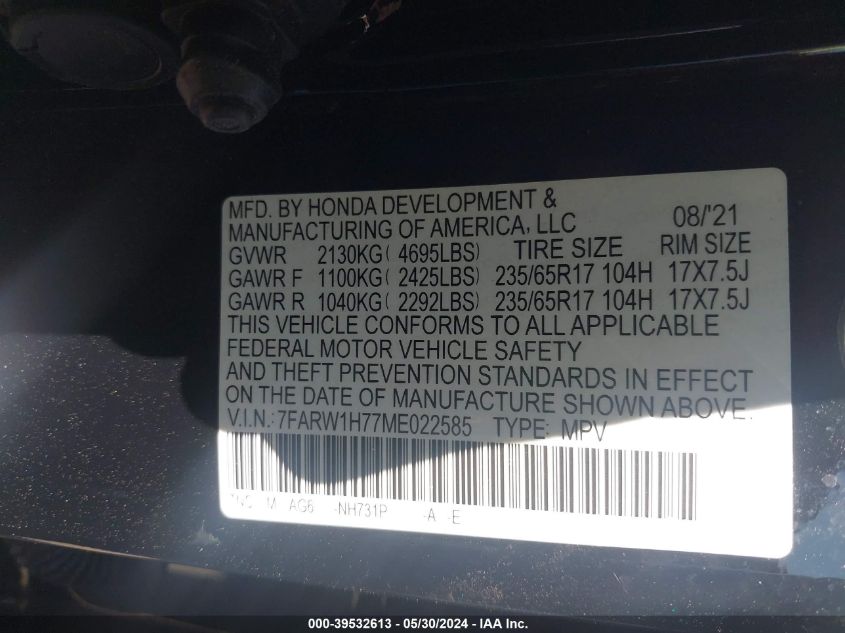 MFD. BY HONDA DEVELOPMENT &
MANUFACTURING OF AMERICA, LLC 08/'21
GVWR 2130KG( 4695LBS) TIRE SIZE RIM SIZE
GAWR F 1100KG( 2425LBS) 235/65R17 104H 17X7.5J
GAWR R 1040KG( 2292LBS) 235/65R17 104H 17X7.5J
THIS VEHICLE CONFORMS TO ALL APPLICABLE
FEDERAL MOTOR VEHICLE SAFETY
AND THEFT PREVENTION STANDARDS IN EFFECT
ON THE DATE OF MANUFACTURE SHOWN ABOVE.
V.I.N.: 7FARW1H77ME022585 TYPE: MPV
M AG6 -NH731P -A -E
000-39532613 - 05/30/2024 - IAA Inc.